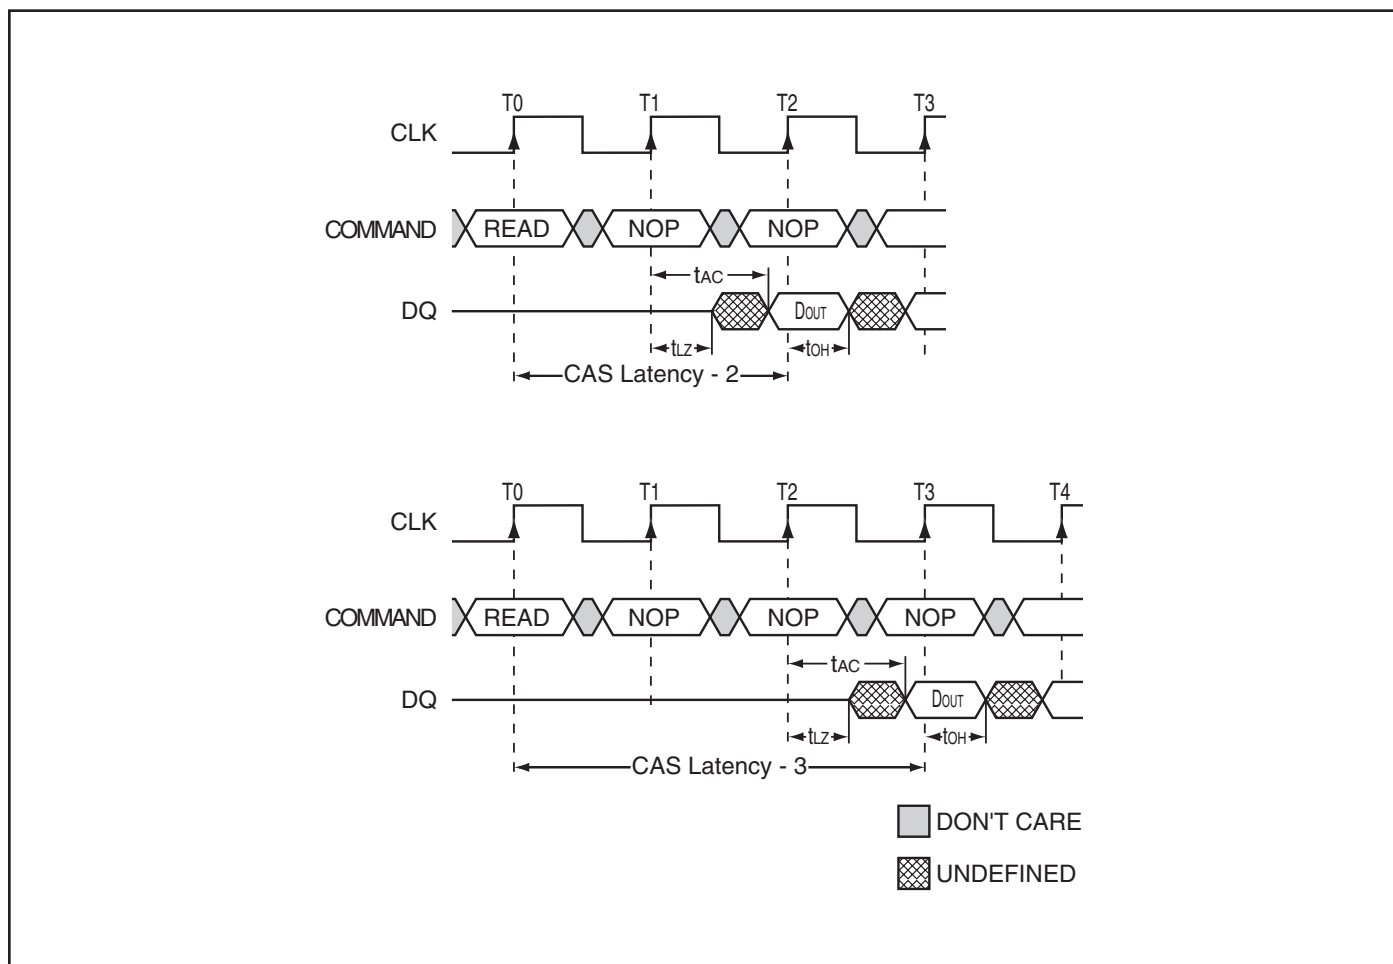 T0 T1 T2 T3
CLK
COMMAND READ NOP NOP
tAC
DQ DOUT
tLZ tOH
CAS Latency - 2
T0 T1 T2 T3 T4
CLK
COMMAND READ NOP NOP NOP
tAC
DQ DOUT
tLZ tOH
CAS Latency - 3
DON'T CARE
UNDEFINED